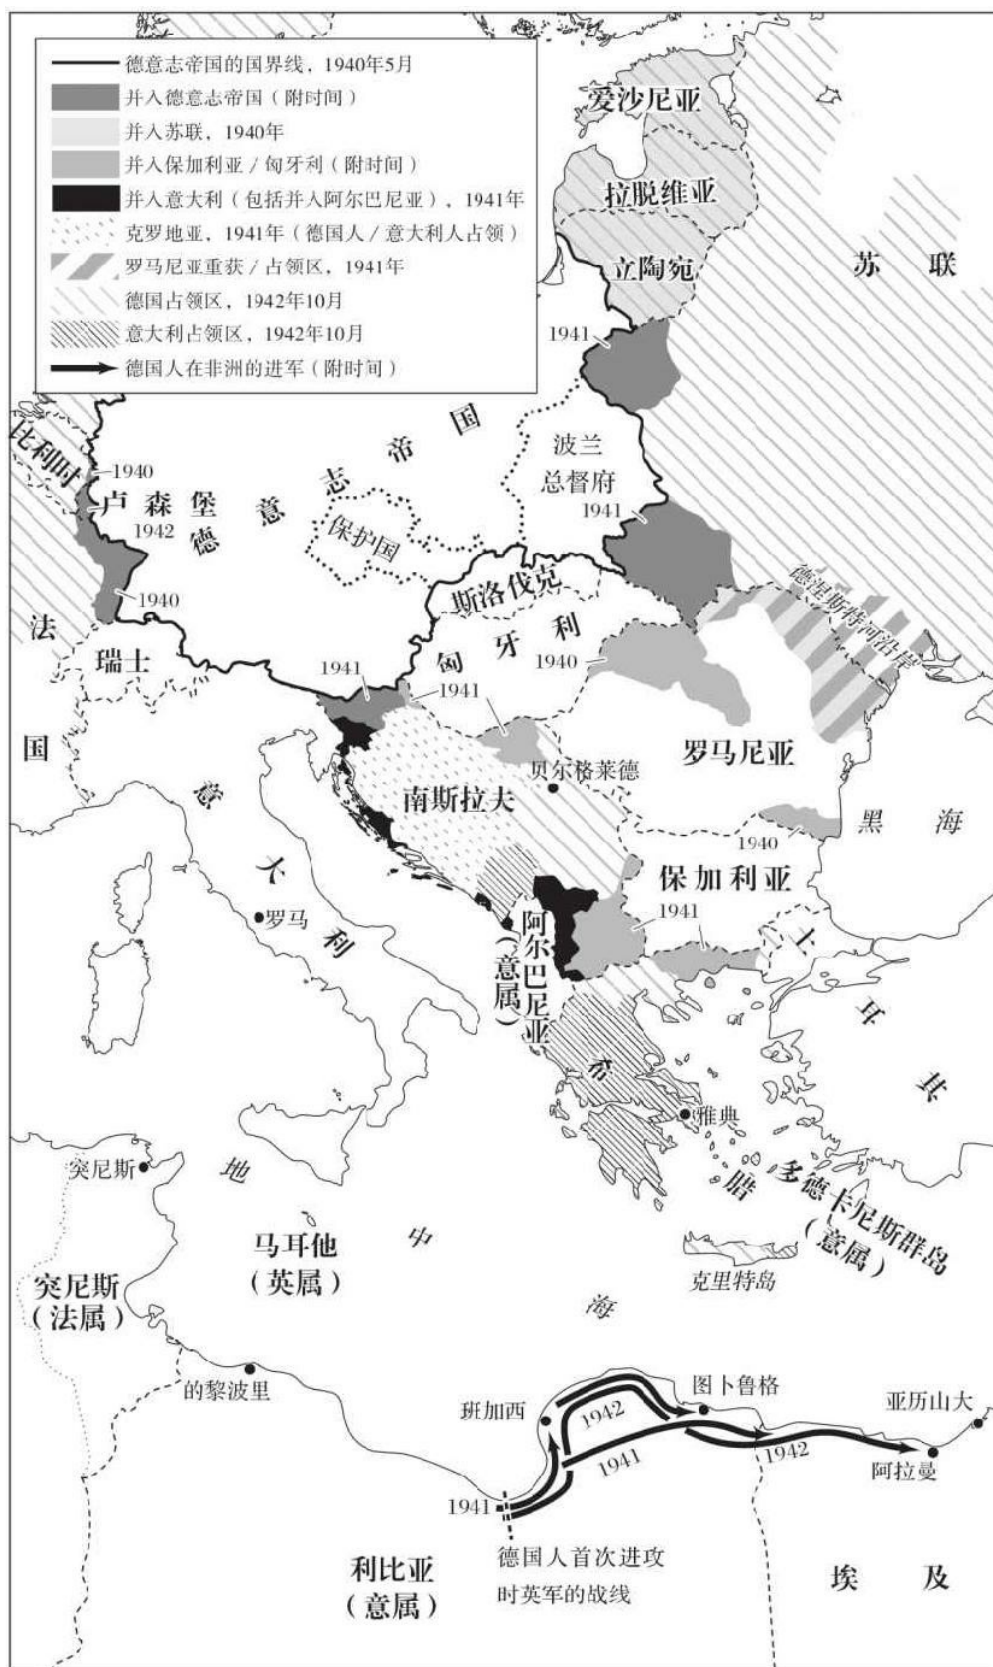 德意志帝国的国界线，1940年5月
并入德意志帝国（附时间）
并入苏联，1940年
并入保加利亚/匈牙利（附时间）
并入意大利（包括并入阿尔巴尼亚），1941年
克罗地亚，1941年（德国人/意大利人占领）
罗马尼亚重获/占领区，1941年
德国占领区，1942年10月
意大利占领区，1942年10月
德国人在非洲的进军（附时间）
爱沙尼亚
拉脱维亚
立陶宛
苏联
1941
比利时
1940
卢森堡
1942
德意志帝国
波兰
总督府
保护国
1941
1940
斯洛伐克
匈牙利
1940
德涅斯特河沿岸
法国
瑞士
1941
1941
罗马尼亚
贝尔格莱德
南斯拉夫
意大利
罗马
1940
黑海
保加利亚
1941
阿尔巴尼亚
（意属）
土耳其
希腊
雅典
多德卡尼斯群岛
（意属）
克里特岛
地中海
突尼斯
马耳他
（英属）
突尼斯
（法属）
的黎波里
班加西
1942
1941
图卜鲁格
1942
亚历山大
阿拉曼
1941
德国人首次进攻
时英军的战线
利比亚
（意属）
埃及